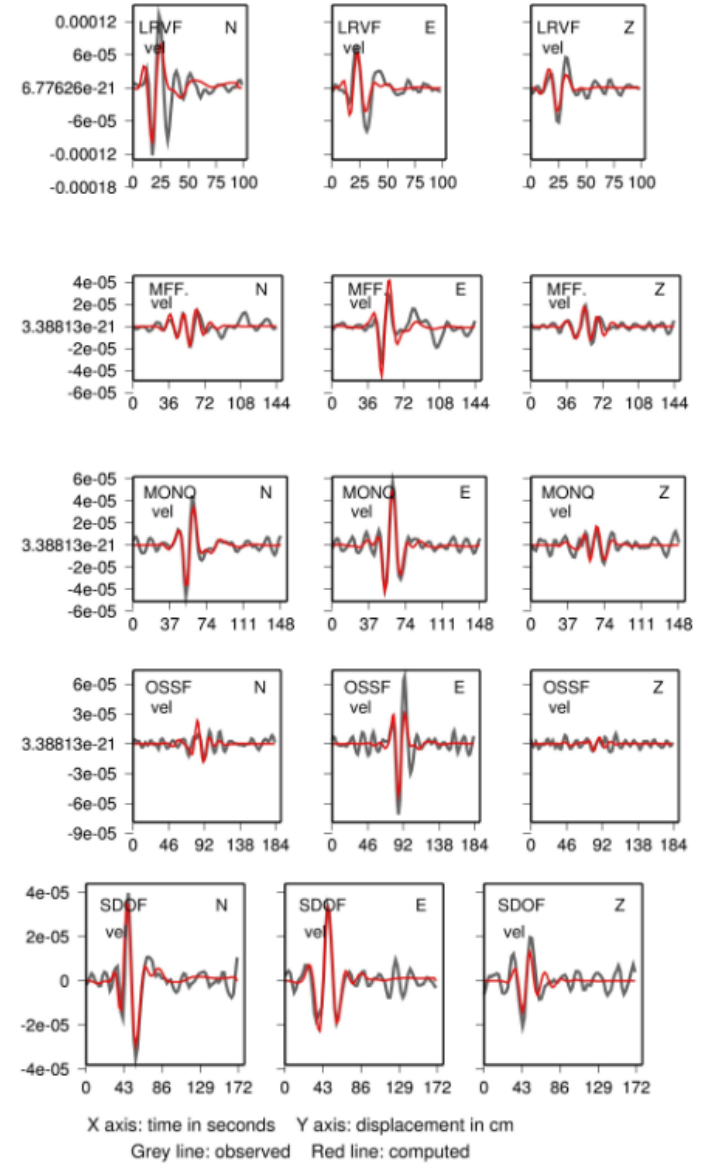 0.00012
6e-05
6.77626e-21
-6e-05
-0.00012
-0.00018
LRVF N
vel
0 25 50 75 100
LRVF E
vel
0 25 50 75 100
LRVF Z
vel
0 25 50 75 100
4e-05
2e-05
3.38813e-21
-2e-05
-4e-05
-6e-05
MFF. N
vel
0 36 72 108 144
MFF. E
vel
0 36 72 108 144
MFF. Z
vel
0 36 72 108 144
6e-05
4e-05
2e-05
3.38813e-21
-2e-05
-4e-05
-6e-05
MONQ N
vel
0 37 74 111 148
MONQ E
vel
0 37 74 111 148
MONQ Z
vel
0 37 74 111 148
6e-05
3e-05
3.38813e-21
-3e-05
-6e-05
-9e-05
OSSF N
vel
0 46 92 138 184
OSSF E
vel
0 46 92 138 184
OSSF Z
vel
0 46 92 138 184
4e-05
2e-05
0
-2e-05
-4e-05
SDOF N
vel
0 43 86 129 172
SDOF E
vel
0 43 86 129 172
SDOF Z
vel
0 43 86 129 172
X axis: time in seconds Y axis: displacement in cm
Grey line: observed Red line: computed